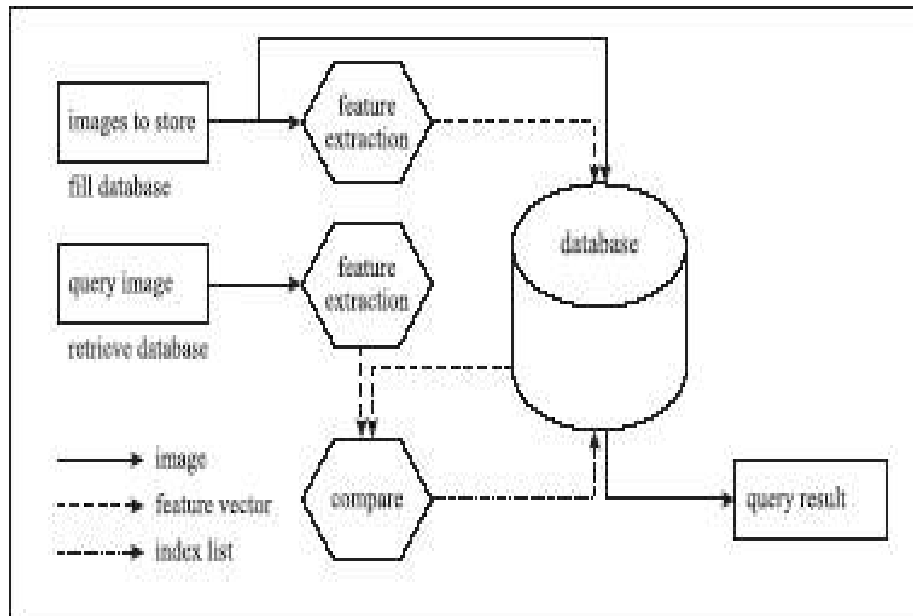 images to store
feature
extraction
fill database
database
query image
feature
extraction
retrieve database
image
feature vector
index list
compare
query result